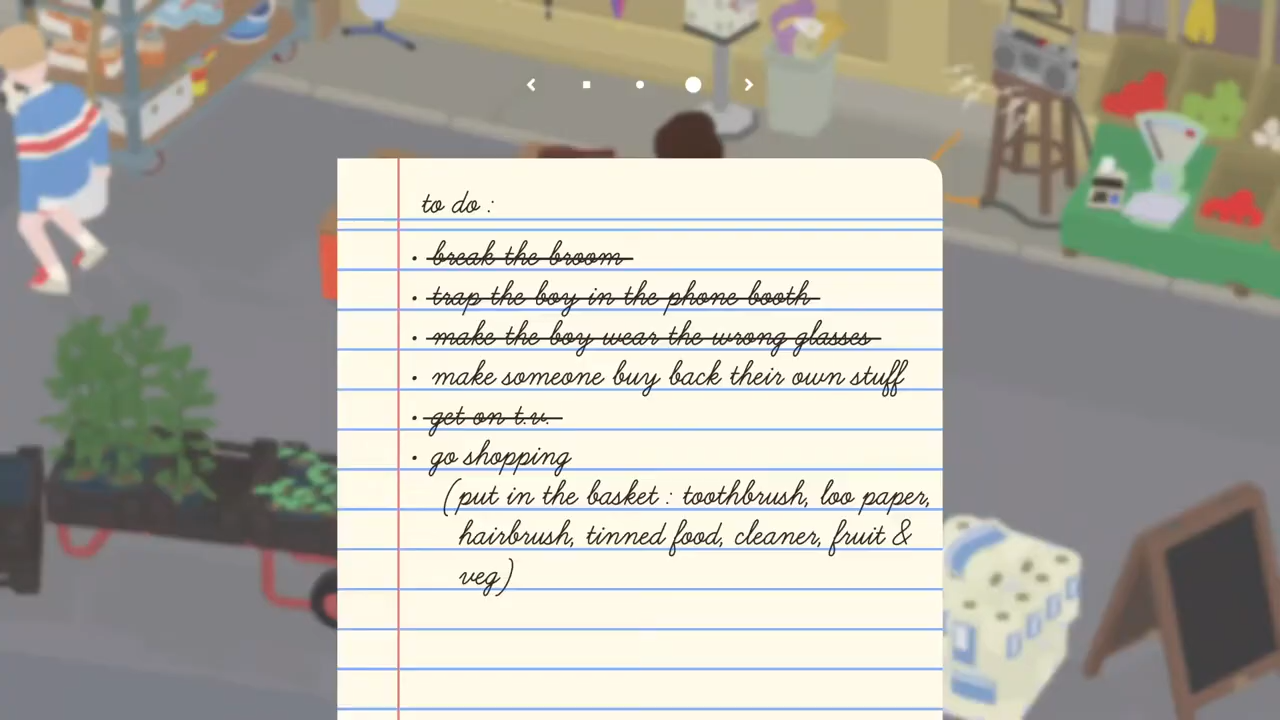 to do :
• break the broom
• trap the boy in the phone booth
• make the boy wear the wrong glasses
• make someone buy back their own stuff
• get on t.v.
• go shopping
(put in the basket : toothbrush, loo paper,
hairbrush, tinned food, cleaner, fruit &
veg)